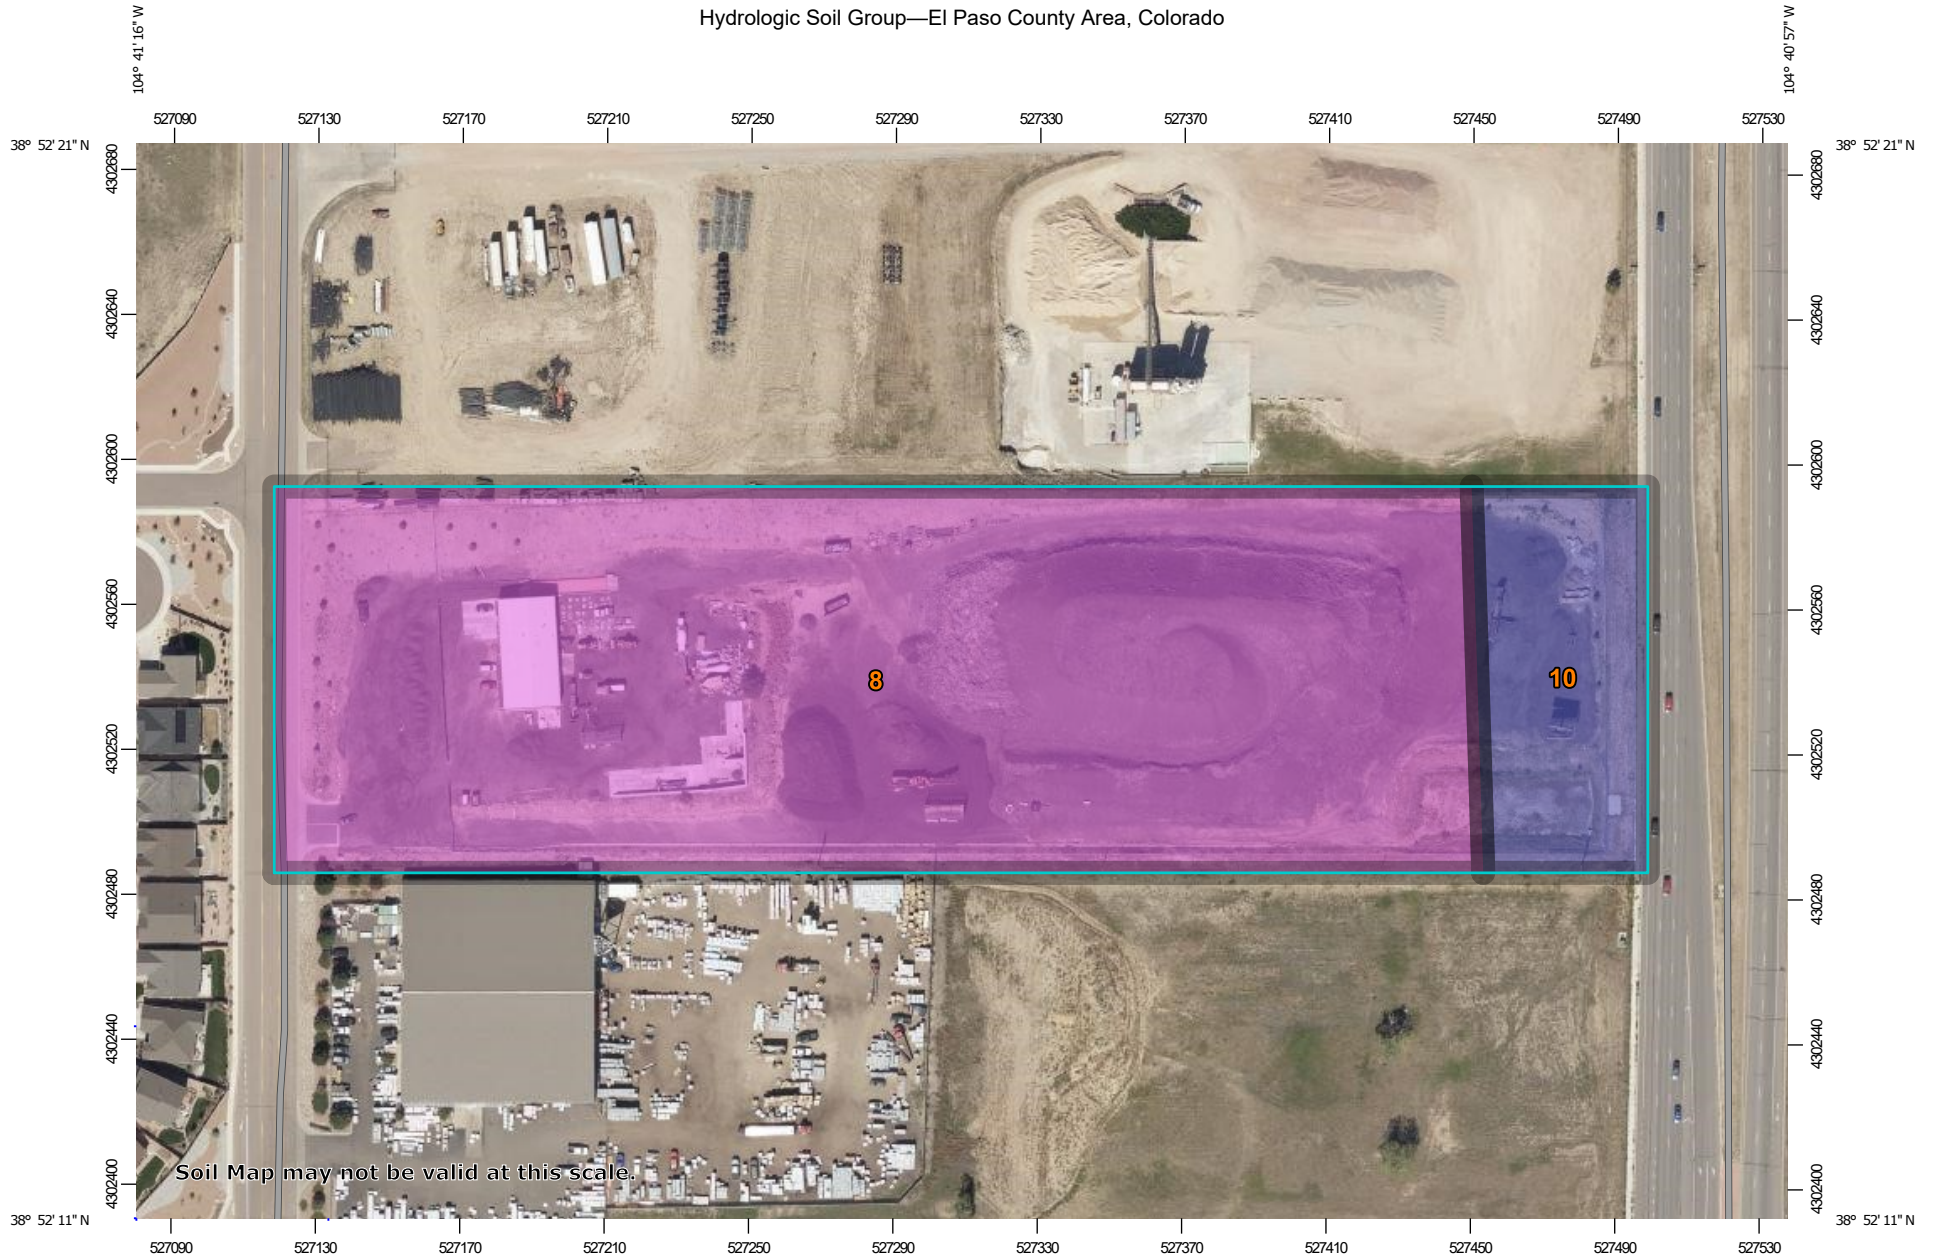 Hydrologic Soil Group—El Paso County Area, Colorado
104° 41' 16" W
104° 40' 57" W
527090 527130 527170 527210 527250 527290 527330 527370 527410 527450 527490 527530
38° 52' 21" N
38° 52' 21" N
4302680
4302680
4302640
4302640
4302600
4302600
4302560
4302560
8
10
4302520
4302520
4302480
4302480
4302440
4302440
4302400
4302400
Soil Map may not be valid at this scale.
38° 52' 11" N
38° 52' 11" N
527090 527130 527170 527210 527250 527290 527330 527370 527410 527450 527490 527530